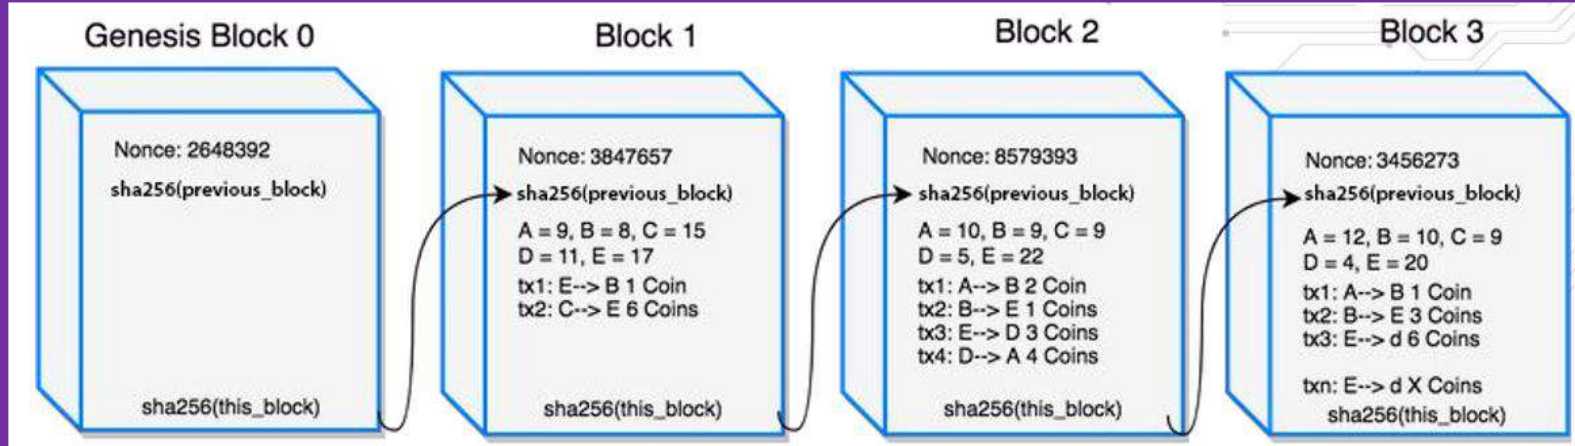 Genesis Block 0
Nonce: 2648392
sha256(previous_block)
sha256(this_block)
Block 1
Nonce: 3847657
sha256(previous_block)
A = 9, B = 8, C = 15
D = 11, E = 17
tx1: E--> B 1 Coin
tx2: C--> E 6 Coins
sha256(this_block)
Block 2
Nonce: 8579393
sha256(previous_block)
A = 10, B = 9, C = 9
D = 5, E = 22
tx1: A--> B 2 Coin
tx2: B--> E 1 Coins
tx3: E--> D 3 Coins
tx4: D--> A 4 Coins
sha256(this_block)
Block 3
Nonce: 3456273
sha256(previous_block)
A = 12, B = 10, C = 9
D = 4, E = 20
tx1: A--> B 1 Coin
tx2: B--> E 3 Coins
tx3: E--> d 6 Coins
txn: E--> d X Coins
sha256(this_block)